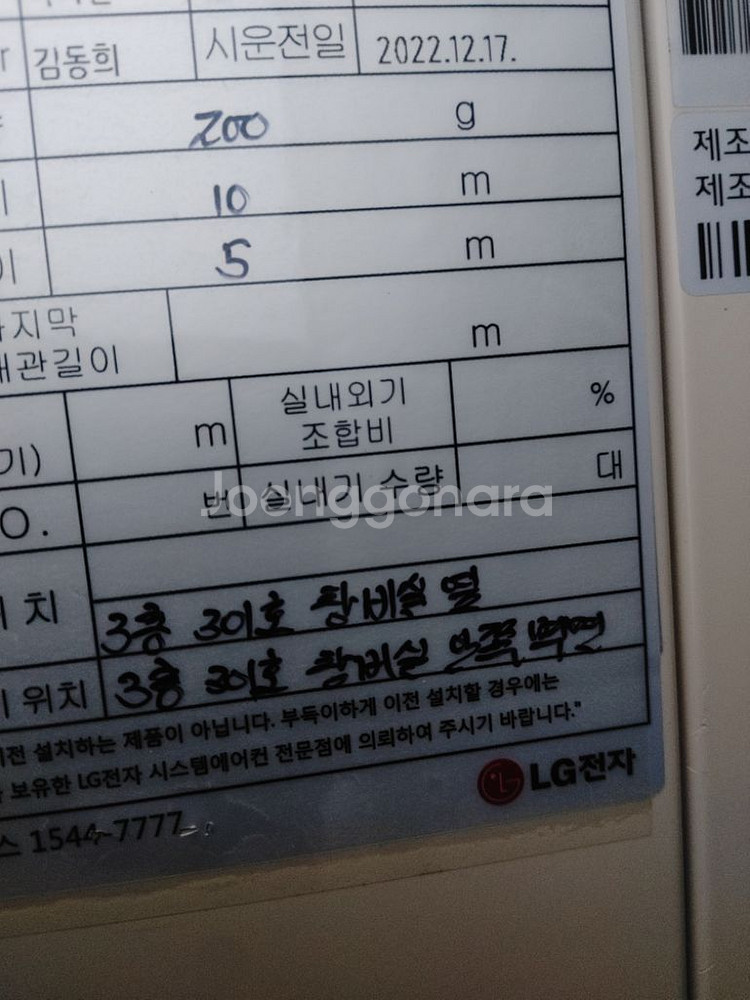 김동희 시운전일 2022.12.17.
200 g
10 m
5 m
지막
관길이 m
m 실내외기 조합비 %
O. 번 실내기 수량 대
치
3층 301호 탕비실 옆
위치 3층 301호 탕비실 안쪽 벽면
전 설치하는 제품이 아닙니다. 부득이하게 이전 설치할 경우에는
보유한 LG전자 시스템에어컨 전문점에 의뢰하여 주시기 바랍니다."
LG전자
스 1544-7777
제조
제조
Joenggonara